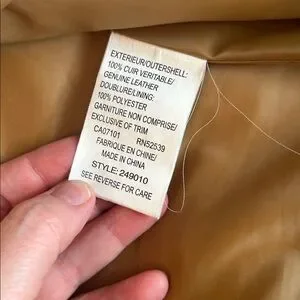 EXTERIEUR/OUTERSHELL:
100% CUIR VERITABLE/
GENUINE LEATHER
DOUBLURE/LINING:
100% POLYESTER
GARNITURE NON COMPRISE/
EXCLUSIVE OF TRIM
CA07101 RN52539
FABRIQUE EN CHINE/
MADE IN CHINA
STYLE: 249010
SEE REVERSE FOR CARE